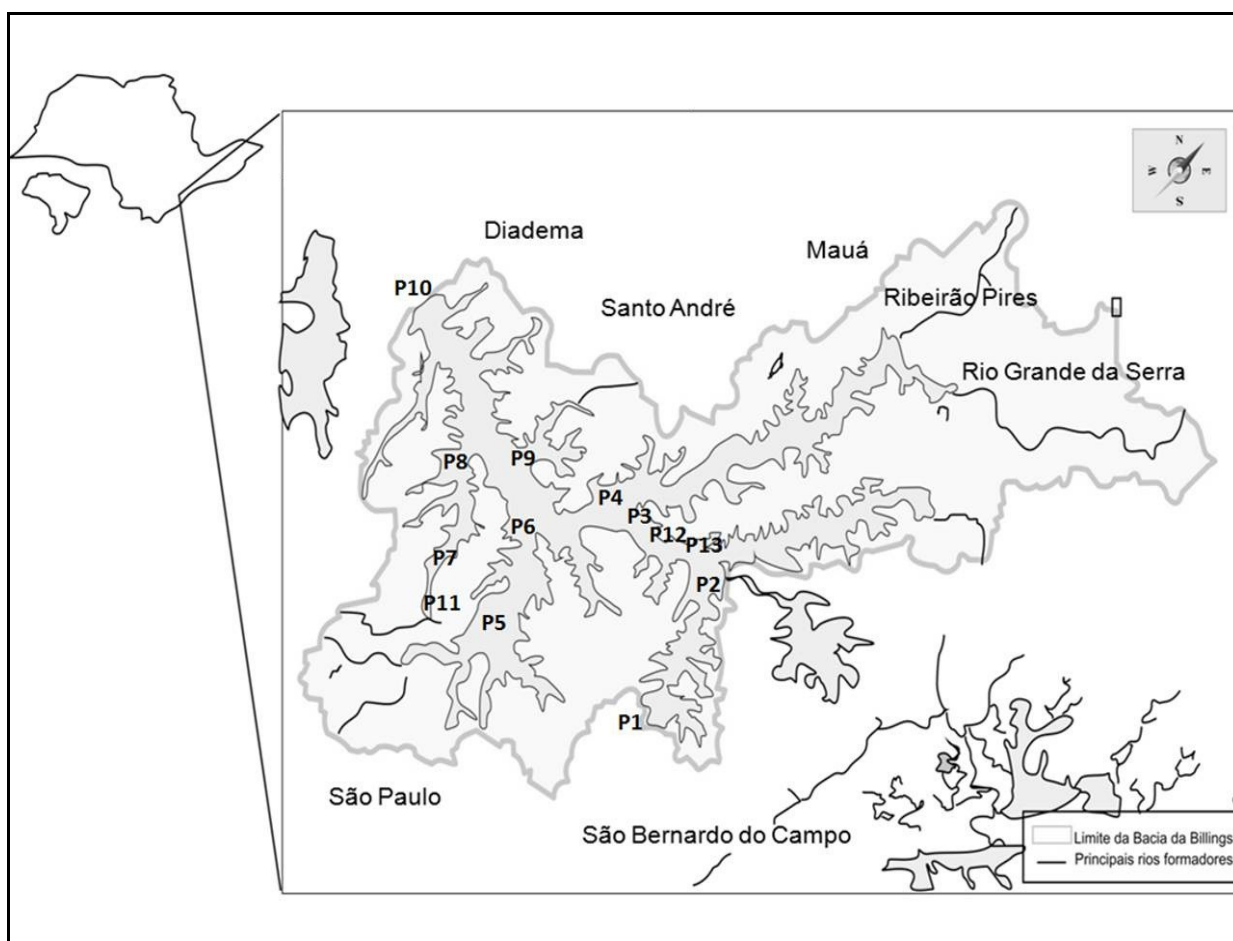 N
W
E
S
Diadema
Mauá
P10
Santo André
Ribeirão Pires
Rio Grande da Serra
P8
P9
P4
P3
P6
P12
P13
P7
P2
P11
P5
P1
São Paulo
São Bernardo do Campo
Limite da Bacia da Billings
Principais rios formadores